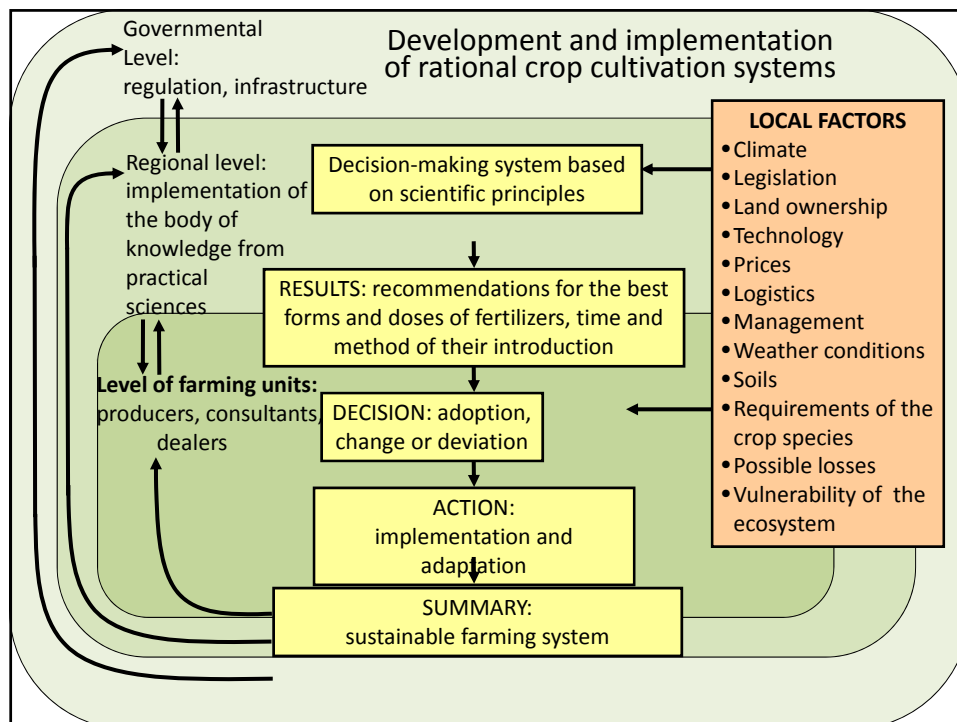 Development and implementation
of rational crop cultivation systems
Governmental
Level:
regulation, infrastructure
Regional level:
implementation of
the body of
knowledge from
practical
sciences
Level of farming units:
producers, consultants,
dealers
Decision-making system based
on scientific principles
RESULTS: recommendations for the best
forms and doses of fertilizers, time and
method of their introduction
DECISION: adoption,
change or deviation
ACTION:
implementation and
adaptation
SUMMARY:
sustainable farming system
LOCAL FACTORS
•Climate
•Legislation
•Land ownership
•Technology
•Prices
•Logistics
•Management
•Weather conditions
•Soils
•Requirements of the
crop species
•Possible losses
•Vulnerability of the
ecosystem